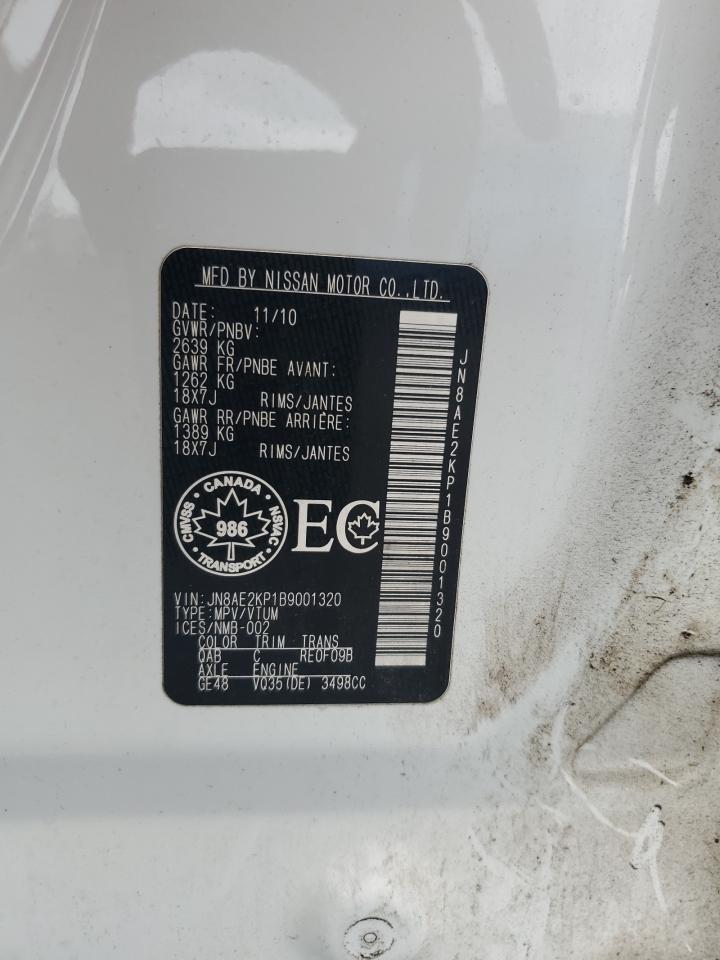 MFD BY NISSAN MOTOR CO.,LTD.
DATE: 11/10
GVWR/PNBV:
2639 KG
GAWR FR/PNBE AVANT:
1262 KG
18X7J RIMS/JANTES
GAWR RR/PNBE ARRIÈRE:
1389 KG
18X7J RIMS/JANTES
CANADA
CMVSS 986 NSVAC
TRANSPORT
EC
VIN:JN8AE2KP1B9001320
TYPE:MPV/VTUM
ICES/NMB-002
COLOR TRIM TRANS
QAB C RE0F09B
AXLE ENGINE
GE48 VQ35(DE) 3498CC
JN8AE2KP1B9001320